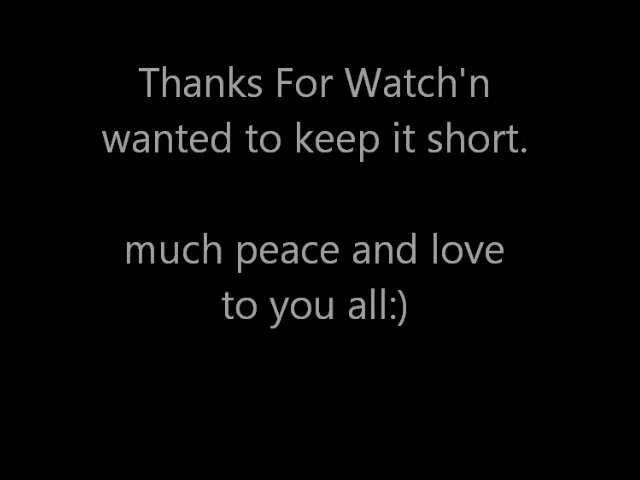 Thanks For Watch'n
wanted to keep it short.
much peace and love
to you all:)